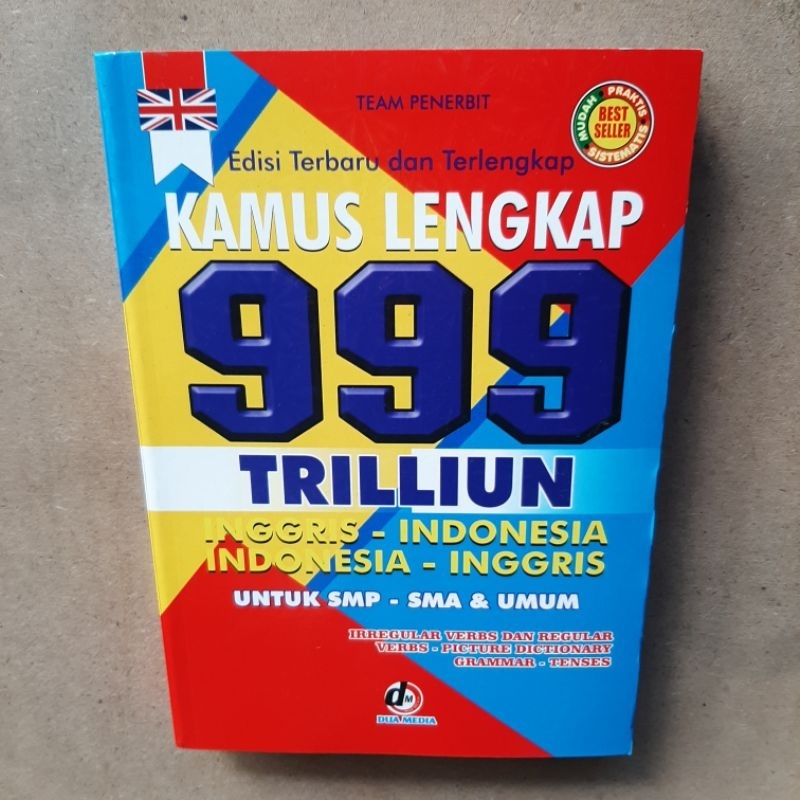 TEAM PENERBIT
MUDAH • PRAKTIS • SISTEMATIS
BEST
SELLER
Edisi Terbaru dan Terlengkap
KAMUS LENGKAP
999
TRILLIUN
INGGRIS - INDONESIA
INDONESIA - INGGRIS
UNTUK SMP - SMA & UMUM
IRREGULAR VERBS DAN REGULAR
VERBS - PICTURE DICTIONARY
GRAMMAR - TENSES
dM
DUA MEDIA